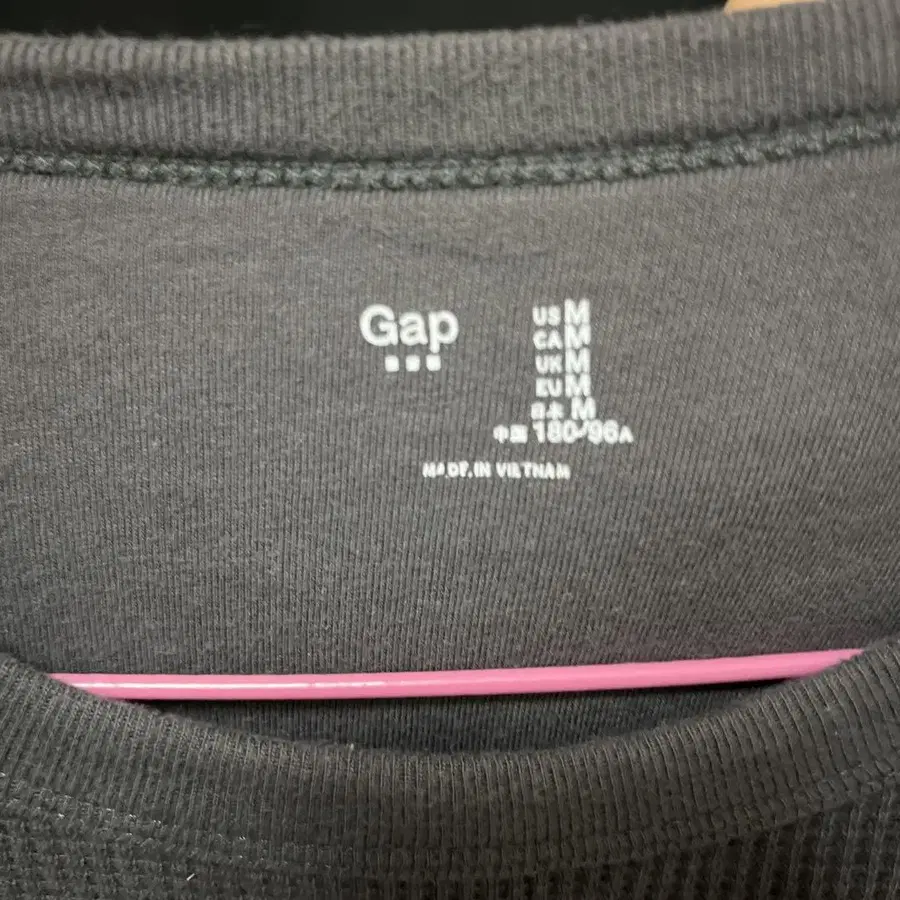 Gap
US M
CA M
UK M
EU M
日本 M
中国 180/96A
MADE IN VIETNAM